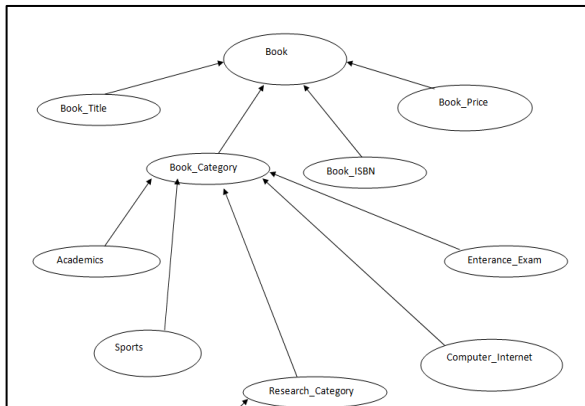 Book
Book_Title
Book_Price
Book_Category
Book_ISBN
Academics
Enterance_Exam
Sports
Computer_Internet
Research_Category